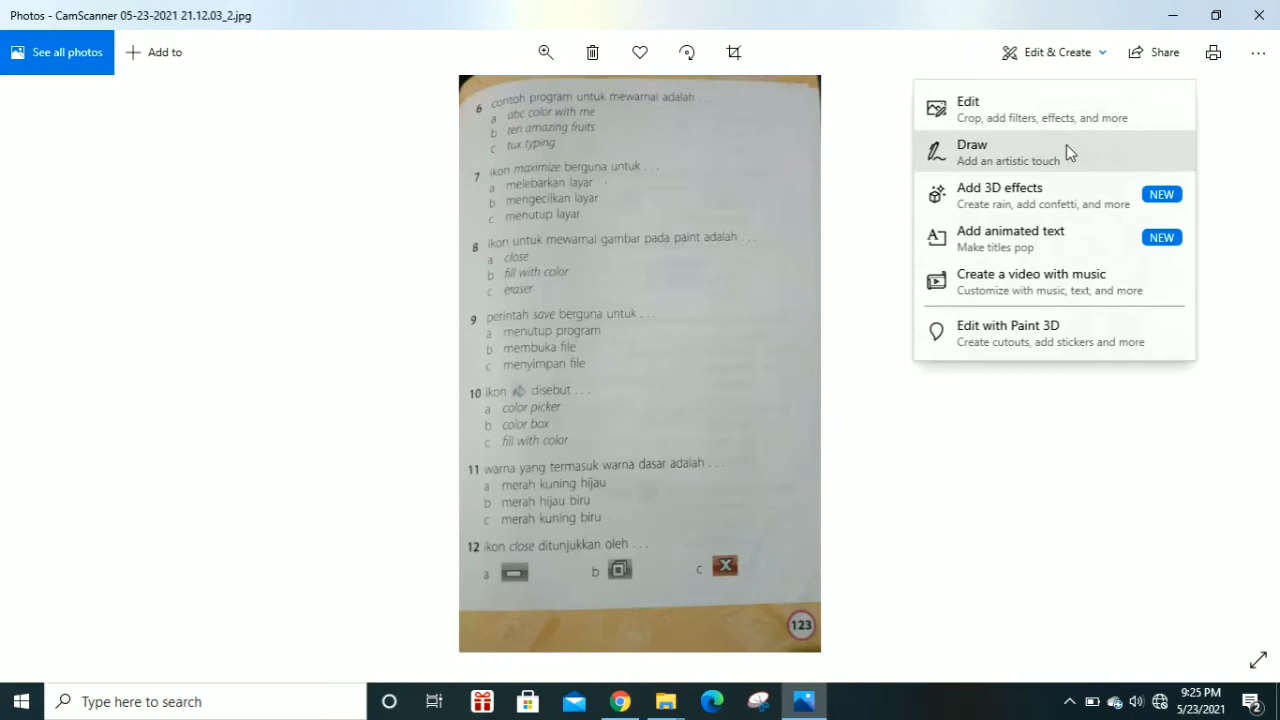 Photos - CamScanner 05-23-2021 21.12.03_2.jpg
See all photos
Add to
Edit & Create
Share
Edit
Crop, add filters, effects, and more
Draw
Add an artistic touch
Add 3D effects
NEW
Create rain, add confetti, and more
Add animated text
NEW
Make titles pop
Create a video with music
Customize with music, text, and more
Edit with Paint 3D
Create cutouts, add stickers and more
6 contoh program untuk mewarnai adalah . . .
a abc color with me
b ten amazing fruits
c tux typing
7 ikon maximize berguna untuk . . .
a melebarkan layar
b mengecilkan layar
c menutup layar
8 ikon untuk mewarnai gambar pada paint adalah . . .
a close
b fill with color
c eraser
9 perintah save berguna untuk . . .
a menutup program
b membuka file
c menyimpan file
10 ikon disebut . . .
a color picker
b color box
c fill with color
11 warna yang termasuk warna dasar adalah . . .
a merah kuning hijau
b merah hijau biru
c merah kuning biru
12 ikon close ditunjukkan oleh . . .
a b c X
123
Type here to search
9:25 PM
5/23/2021
2